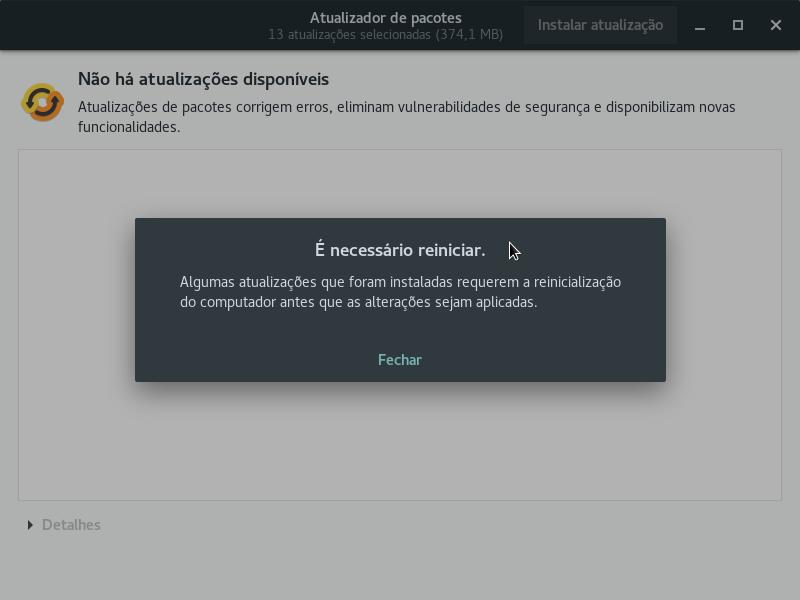 Atualizador de pacotes
13 atualizações selecionadas (374,1 MB)
Instalar atualização
Não há atualizações disponíveis
Atualizações de pacotes corrigem erros, eliminam vulnerabilidades de segurança e disponibilizam novas
funcionalidades.
É necessário reiniciar.
Algumas atualizações que foram instaladas requerem a reinicialização
do computador antes que as alterações sejam aplicadas.
Fechar
Detalhes